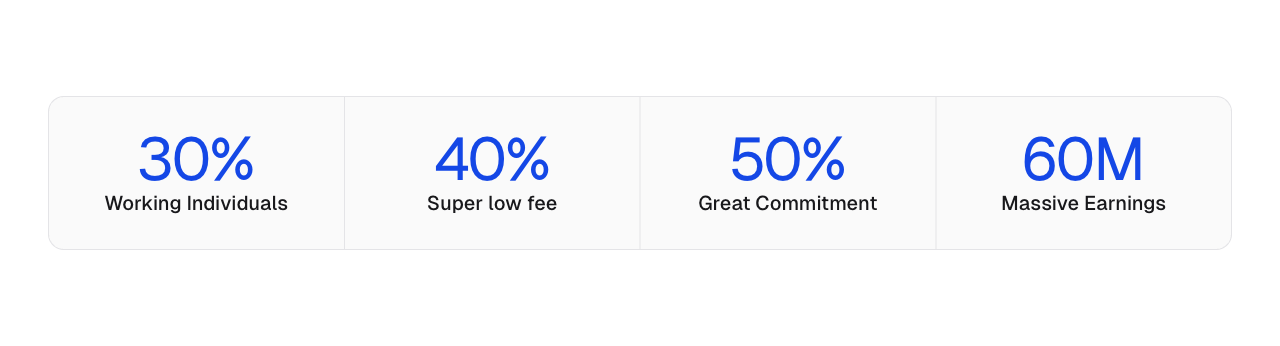 30%
Working Individuals
40%
Super low fee
50%
Great Commitment
60M
Massive Earnings